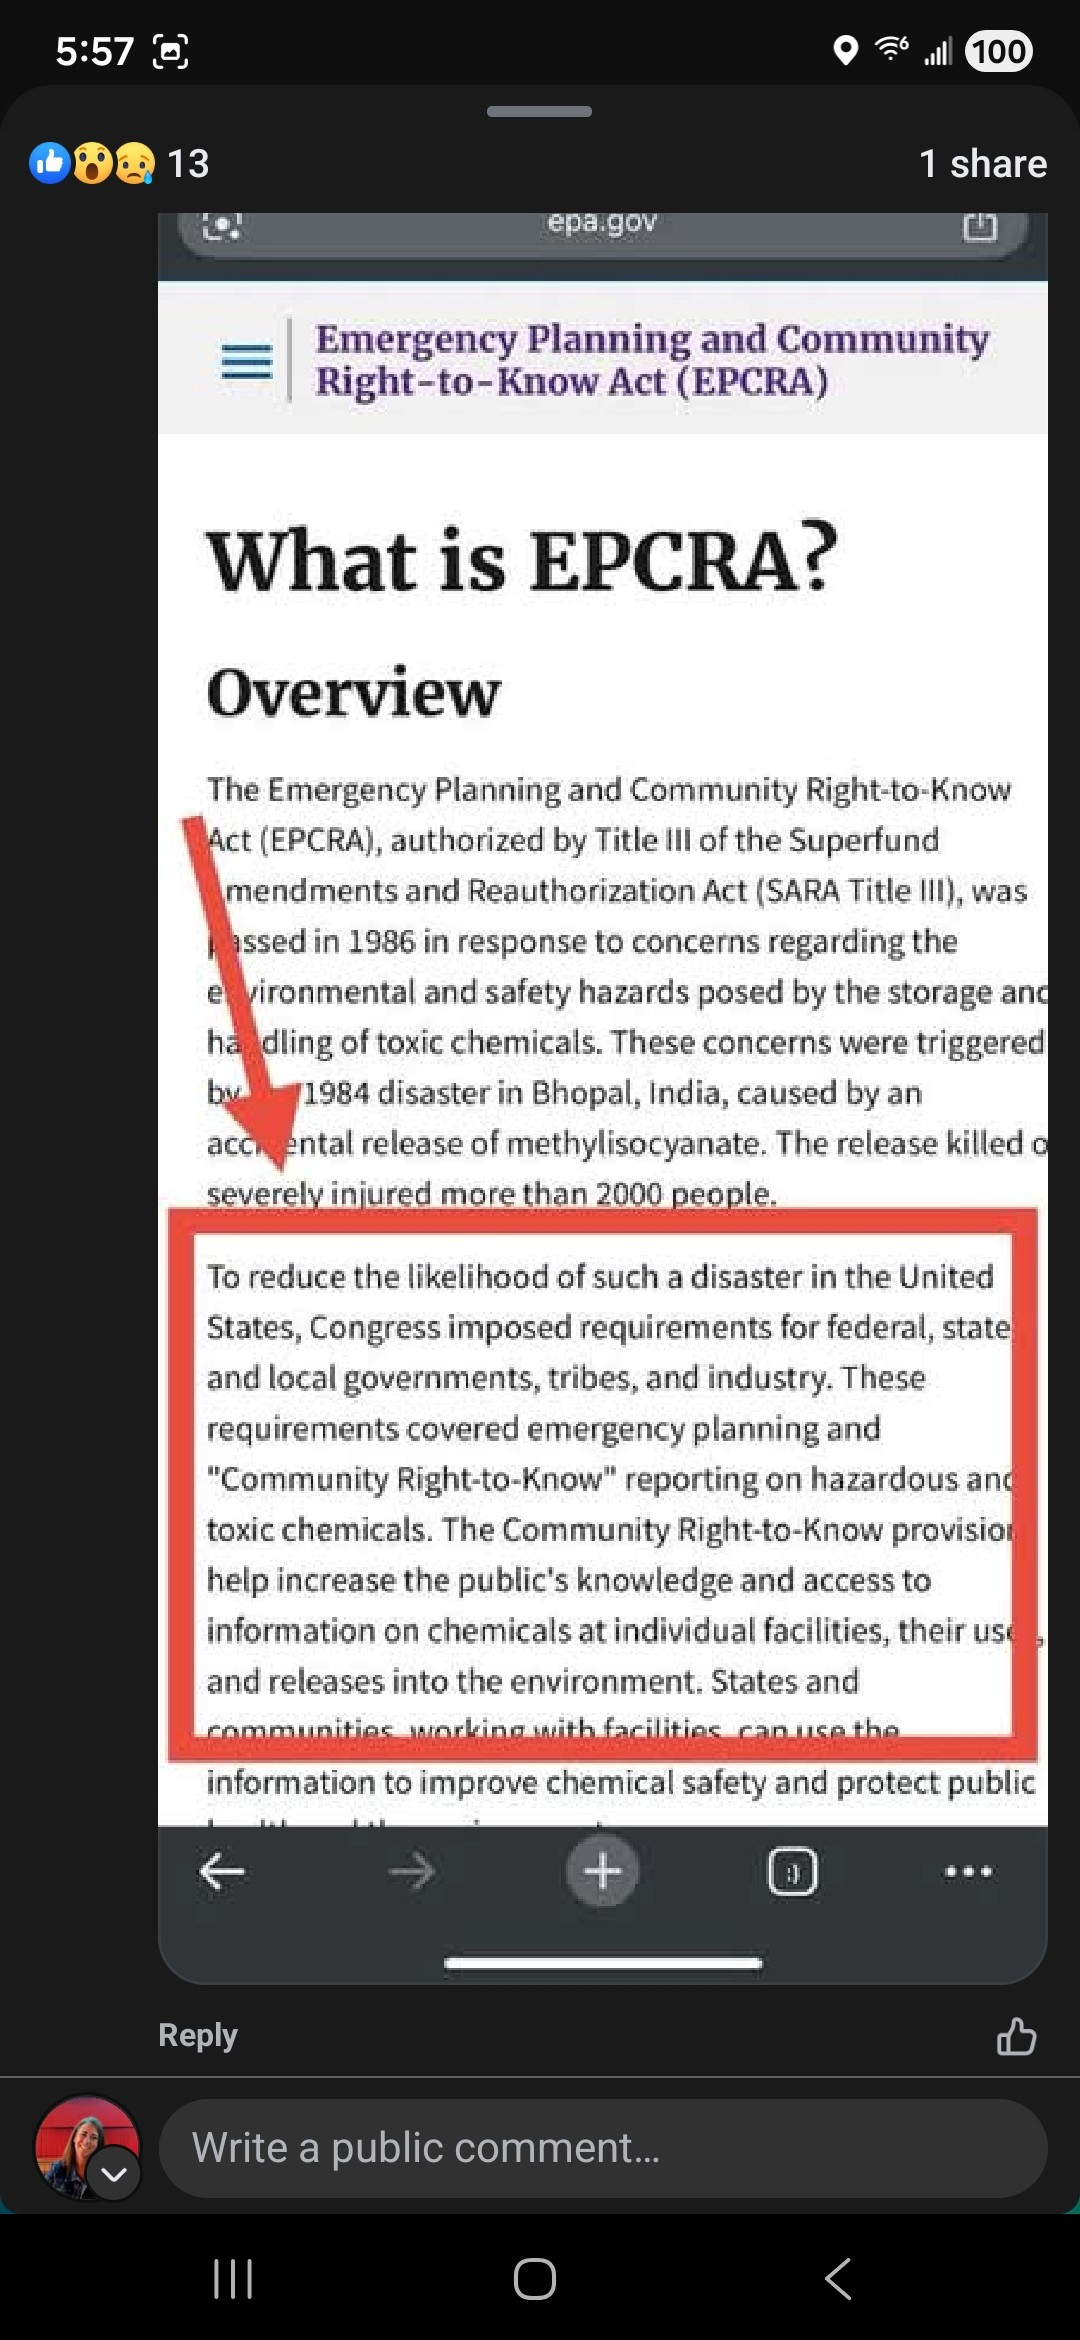 5:57
6
100
13
1 share
epa.gov
Emergency Planning and Community
Right-to-Know Act (EPCRA)
What is EPCRA?
Overview
The Emergency Planning and Community Right-to-Know
Act (EPCRA), authorized by Title III of the Superfund
mendments and Reauthorization Act (SARA Title III), was
assed in 1986 in response to concerns regarding the
e vironmental and safety hazards posed by the storage and
ha dling of toxic chemicals. These concerns were triggered
by 1984 disaster in Bhopal, India, caused by an
acc ental release of methylisocyanate. The release killed o
severely injured more than 2000 people.
To reduce the likelihood of such a disaster in the United
States, Congress imposed requirements for federal, state
and local governments, tribes, and industry. These
requirements covered emergency planning and
"Community Right-to-Know" reporting on hazardous and
toxic chemicals. The Community Right-to-Know provision
help increase the public's knowledge and access to
information on chemicals at individual facilities, their use ,
and releases into the environment. States and
communities, working with facilities, can use the
information to improve chemical safety and protect public
:)
Reply
Write a public comment...